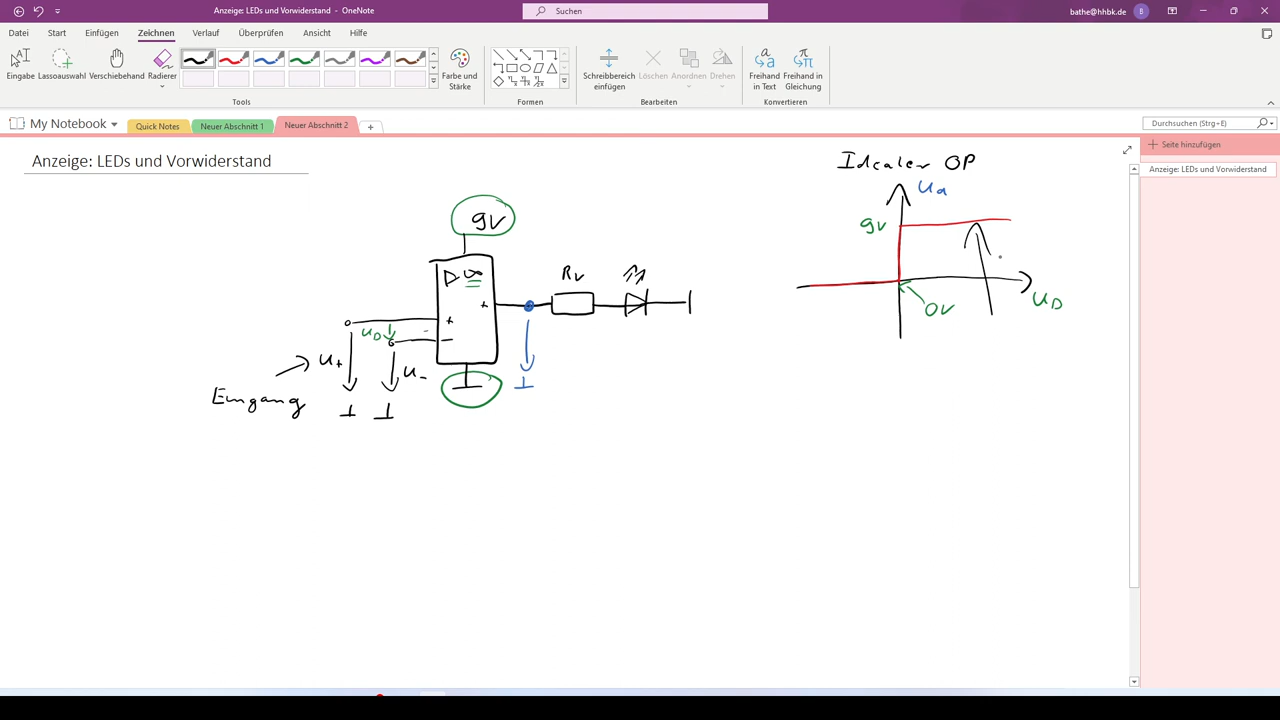 Anzeige: LEDs und Vorwiderstand - OneNote
Suchen
bathe@hhbk.de
B
Datei Start Einfügen Zeichnen Verlauf Überprüfen Ansicht Hilfe
Eingabe Lassoauswahl Verschiebehand Radierer
Farbe und Stärke
Schreibbereich einfügen
Löschen Anordnen Drehen
Freihand in Text
Freihand in Gleichung
Tools Formen Bearbeiten Konvertieren
My Notebook
Quick Notes
Neuer Abschnitt 1
Neuer Abschnitt 2
+
Durchsuchen (Strg+E)
Seite hinzufügen
Anzeige: LEDs und Vorwiderstand
Anzeige: LEDs und Vorwiderstand
Idealer OP
Ua
9V
9V
▷ ∞
Rv
+
+
−
UD
U+
U-
Eingang
0V
UD